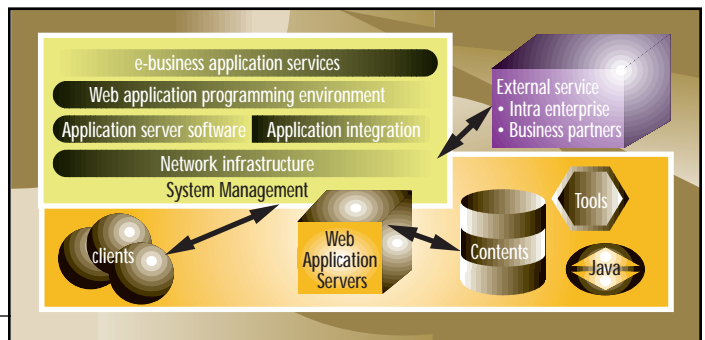 e-business application services
Web application programming environment
Application server software
Application integration
Network infrastructure
System Management
External service
• Intra enterprise
• Business partners
clients
Web
Application
Servers
Contents
Tools
Java